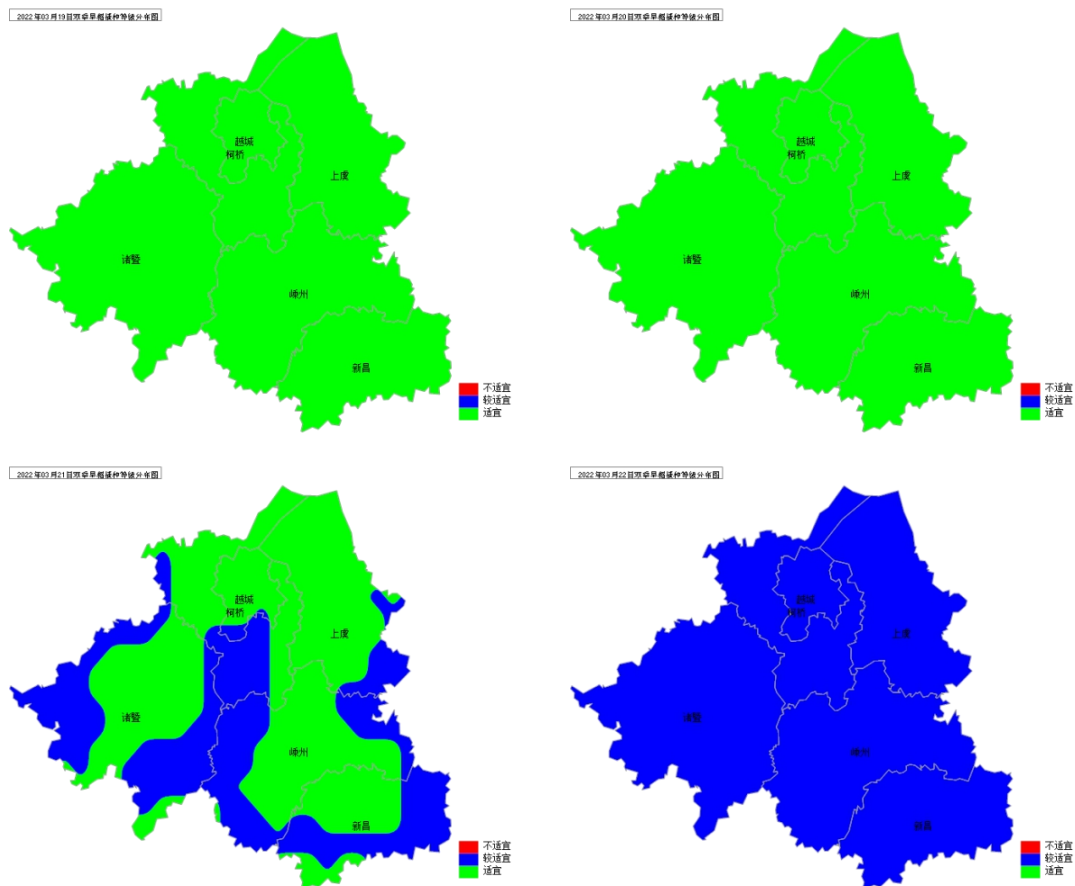 2022年03月19日双季早稻播种等级分布图
越城
柯桥
上虞
诸暨
嵊州
新昌
不适宜
较适宜
适宜
2022年03月20日双季早稻播种等级分布图
越城
柯桥
上虞
诸暨
嵊州
新昌
不适宜
较适宜
适宜
2022年03月21日双季早稻播种等级分布图
越城
柯桥
上虞
诸暨
嵊州
新昌
不适宜
较适宜
适宜
2022年03月22日双季早稻播种等级分布图
越城
柯桥
上虞
诸暨
嵊州
新昌
不适宜
较适宜
适宜